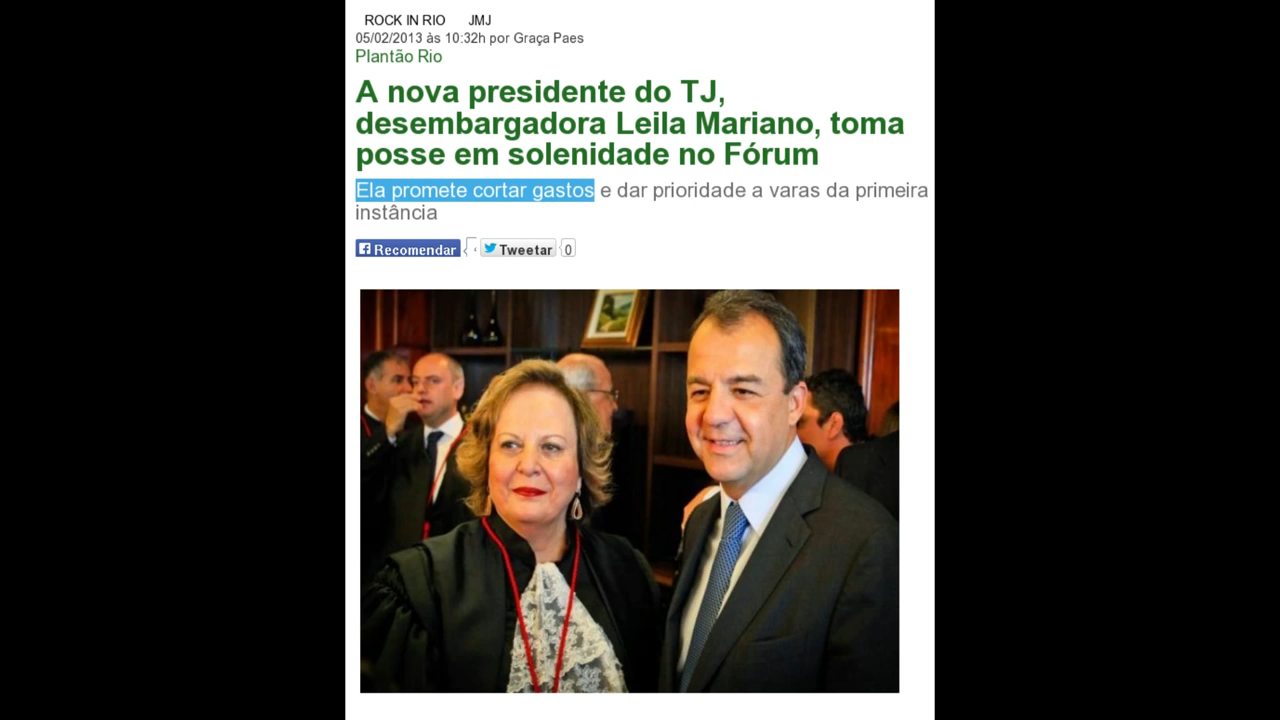 ROCK IN RIO JMJ
05/02/2013 às 10:32h por Graça Paes
Plantão Rio
A nova presidente do TJ,
desembargadora Leila Mariano, toma
posse em solenidade no Fórum
Ela promete cortar gastos e dar prioridade a varas da primeira
instância
Recomendar Tweetar 0